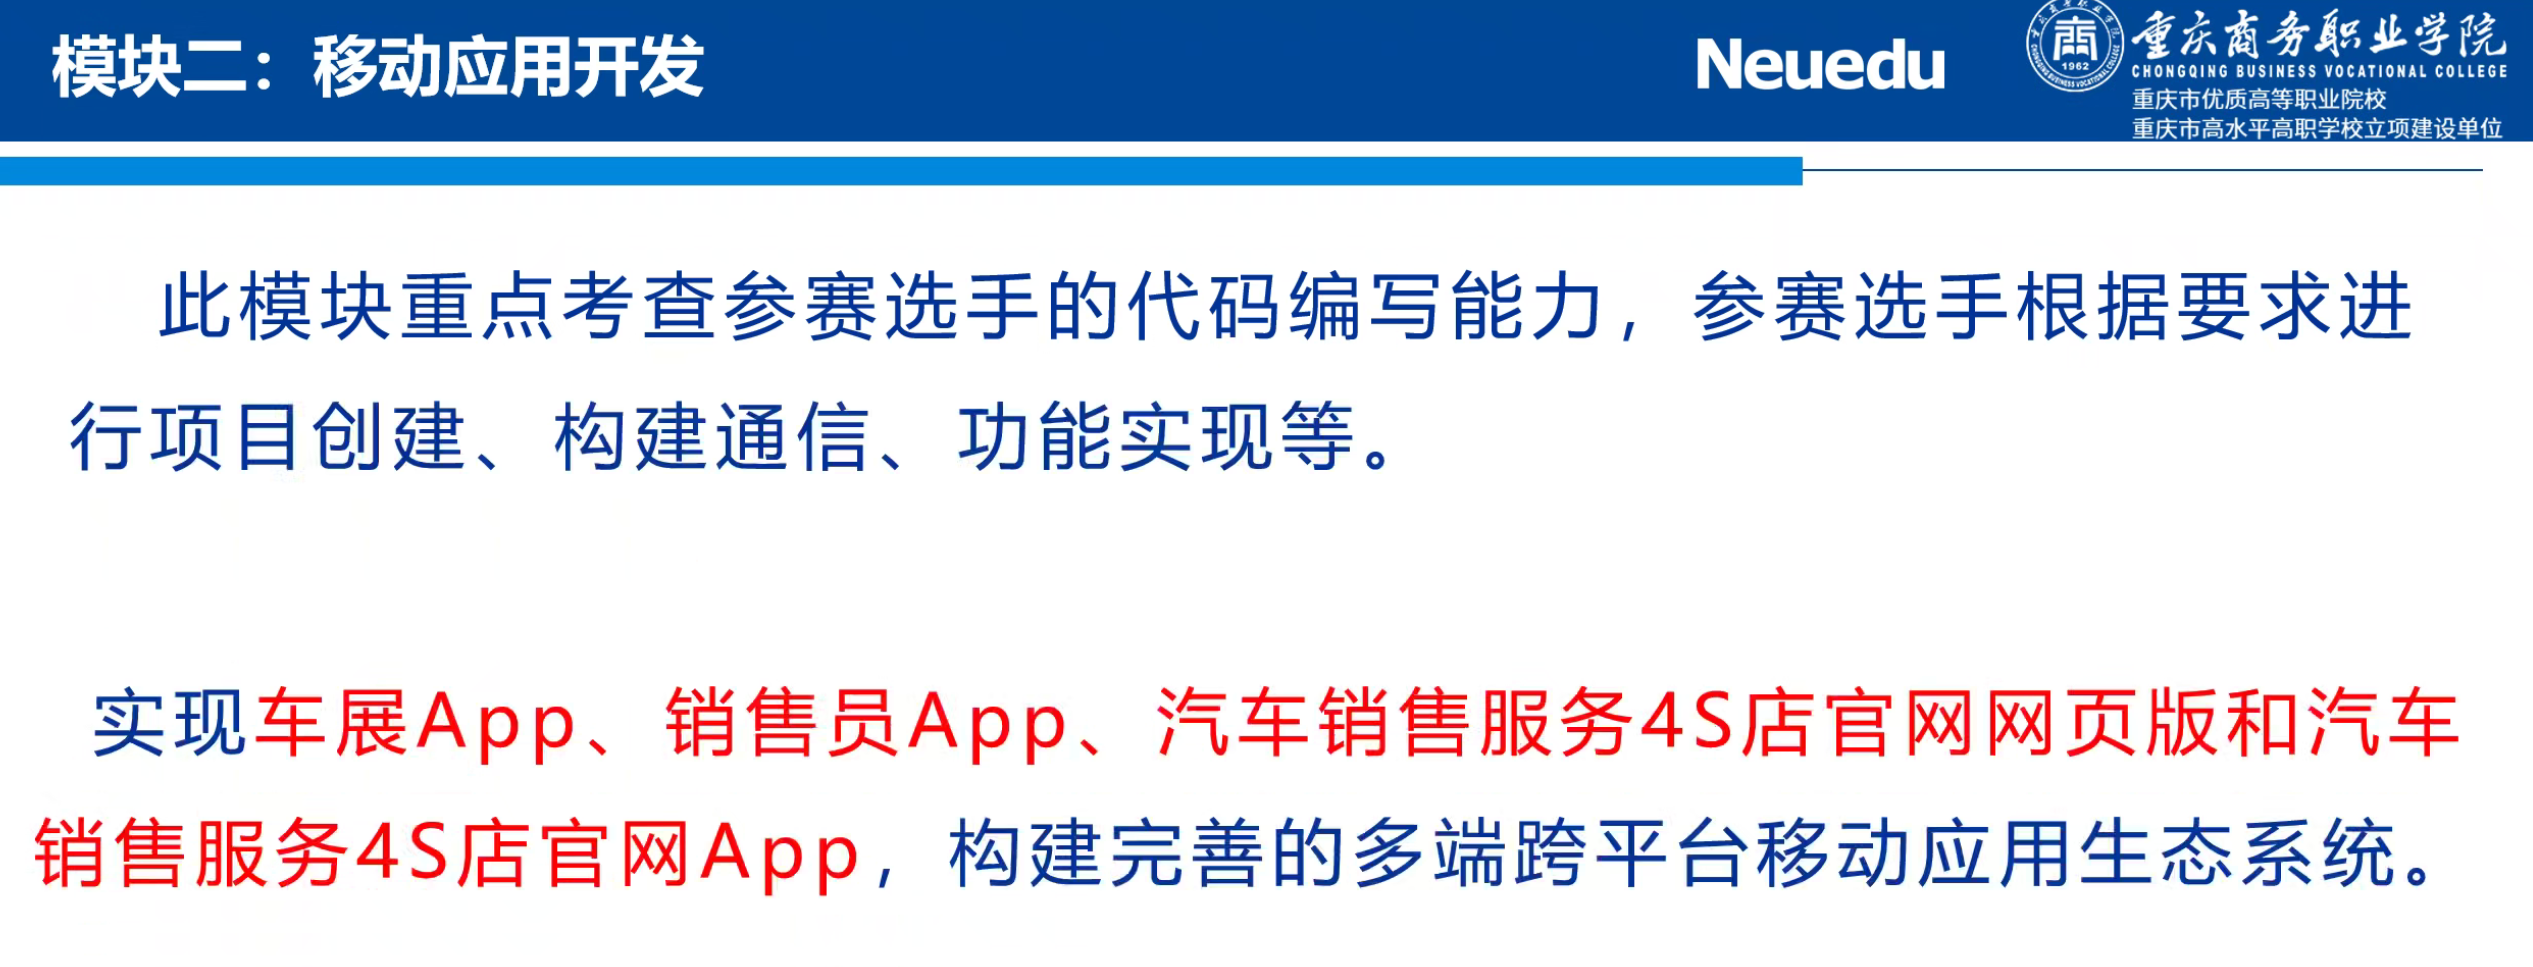 模块二：移动应用开发
Neuedu
1962
重庆商务职业学院
CHONGQING BUSINESS VOCATIONAL COLLEGE
重庆市优质高等职业院校
重庆市高水平高职学校立项建设单位
此模块重点考查参赛选手的代码编写能力，参赛选手根据要求进
行项目创建、构建通信、功能实现等。
实现车展App、销售员App、汽车销售服务4S店官网网页版和汽车
销售服务4S店官网App，构建完善的多端跨平台移动应用生态系统。